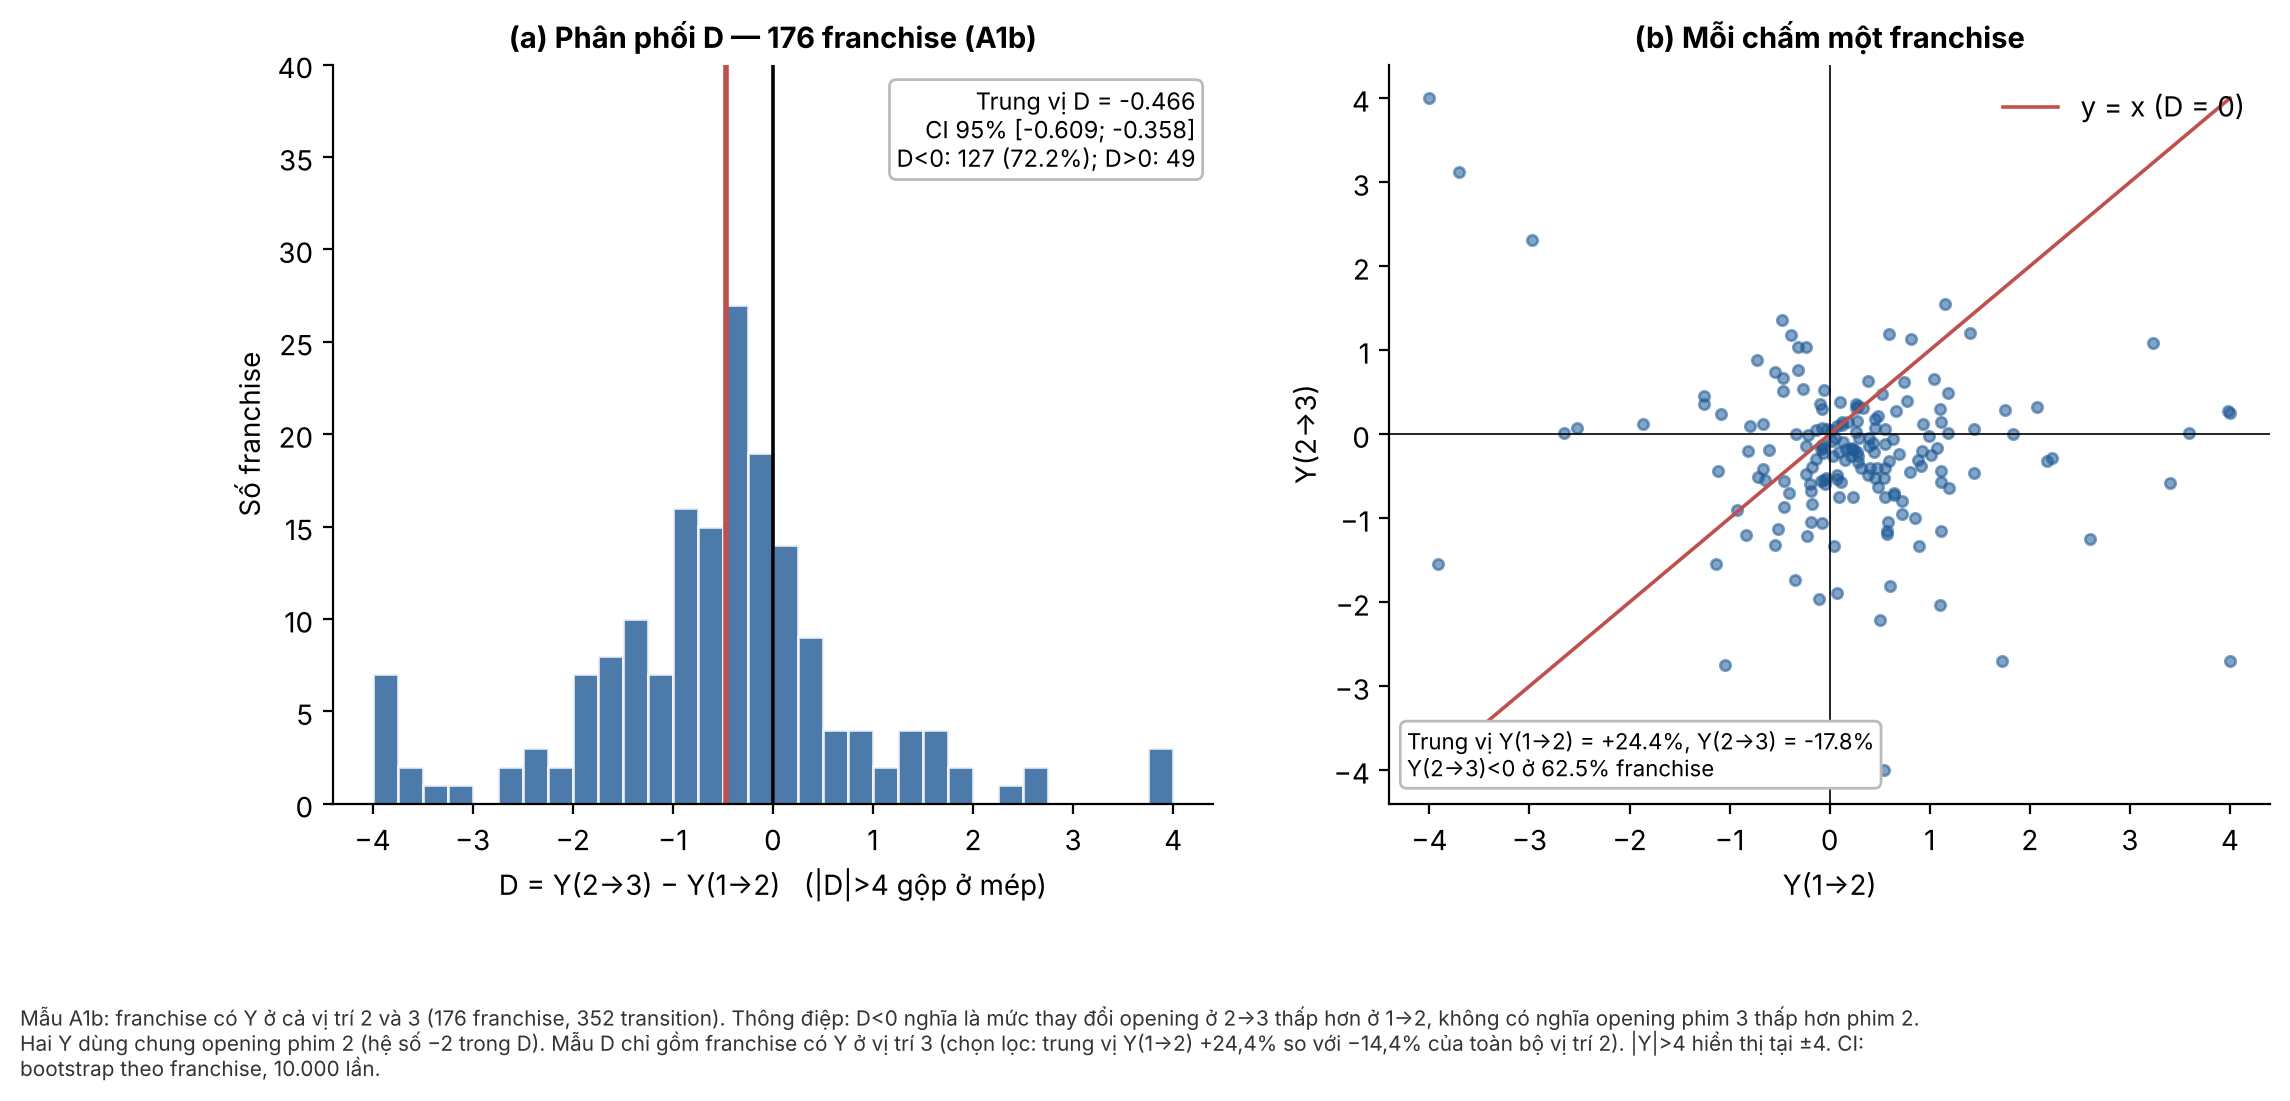 (a) Phân phối D — 176 franchise (A1b)
40
35
30
25
20
15
10
5
0
Số franchise
Trung vị D = -0.466
CI 95% [-0.609; -0.358]
D<0: 127 (72.2%); D>0: 49
−4 −3 −2 −1 0 1 2 3 4
D = Y(2→3) − Y(1→2) (|D|>4 gộp ở mép)
(b) Mỗi chấm một franchise
4
3
2
1
0
−1
−2
−3
−4
Y(2→3)
y = x (D = 0)
Trung vị Y(1→2) = +24.4%, Y(2→3) = -17.8%
Y(2→3)<0 ở 62.5% franchise
−4 −3 −2 −1 0 1 2 3 4
Y(1→2)
Mẫu A1b: franchise có Y ở cả vị trí 2 và 3 (176 franchise, 352 transition). Thông điệp: D<0 nghĩa là mức thay đổi opening ở 2→3 thấp hơn ở 1→2, không có nghĩa opening phim 3 thấp hơn phim 2.
Hai Y dùng chung opening phim 2 (hệ số −2 trong D). Mẫu D chỉ gồm franchise có Y ở vị trí 3 (chọn lọc: trung vị Y(1→2) +24,4% so với −14,4% của toàn bộ vị trí 2). |Y|>4 hiển thị tại ±4. CI:
bootstrap theo franchise, 10.000 lần.